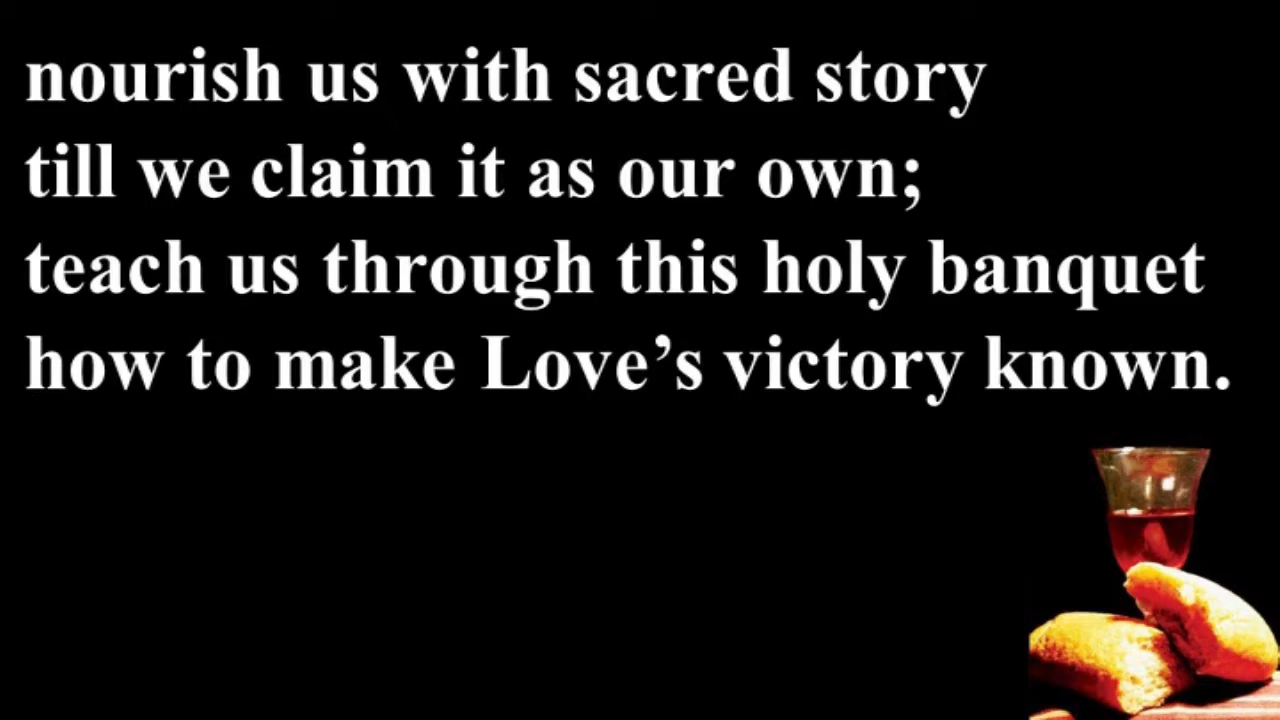 nourish us with sacred story
till we claim it as our own;
teach us through this holy banquet
how to make Love’s victory known.